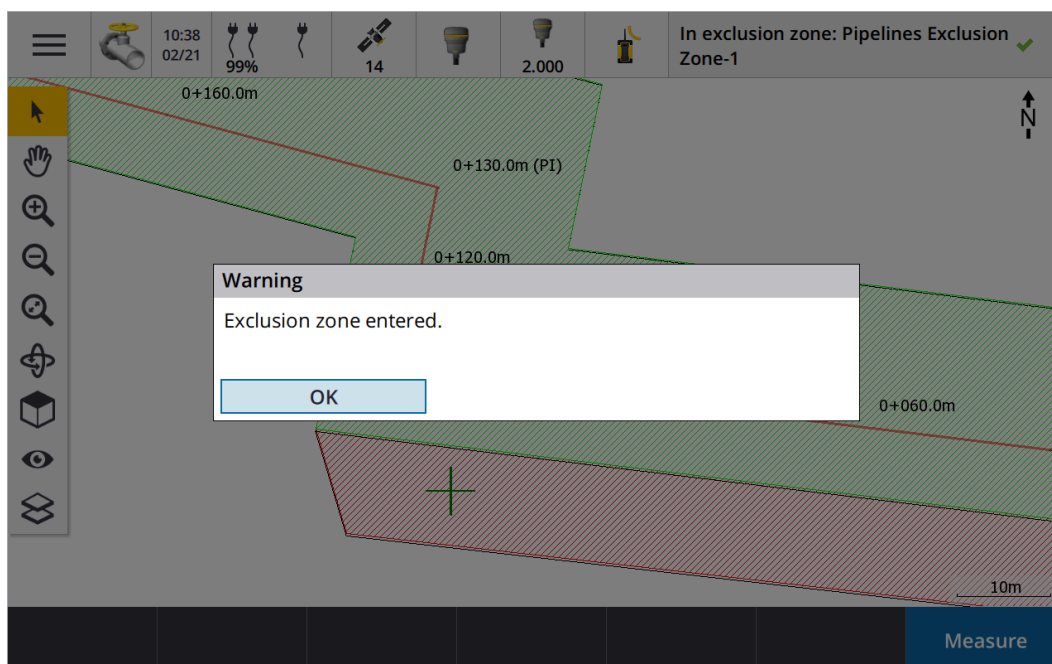 10:38
02/21
99%
14
2.000
In exclusion zone: Pipelines Exclusion
Zone-1
0+160.0m
N
0+130.0m (PI)
0+120.0m
Warning
Exclusion zone entered.
OK
0+060.0m
10m
Measure